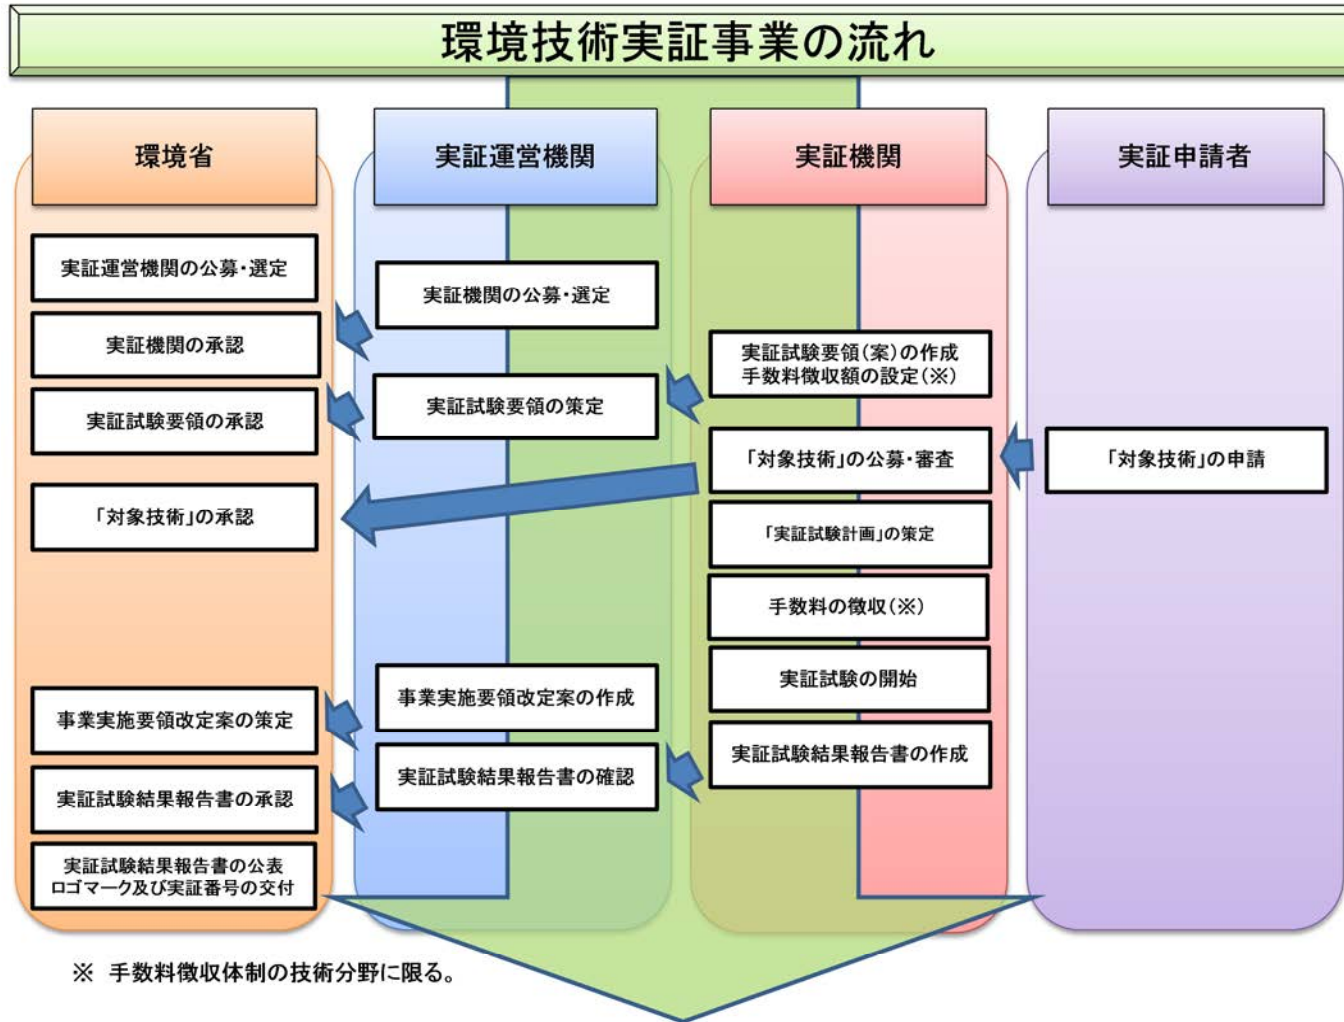 環境技術実証事業の流れ
環境省
実証運営機関の公募・選定
実証機関の承認
実証試験要領の承認
「対象技術」の承認
事業実施要領改定案の策定
実証試験結果報告書の承認
実証試験結果報告書の公表
ロゴマーク及び実証番号の交付
実証運営機関
実証機関の公募・選定
実証試験要領の策定
事業実施要領改定案の作成
実証試験結果報告書の確認
実証機関
実証試験要領(案)の作成
手数料徴収額の設定(※)
「対象技術」の公募・審査
「実証試験計画」の策定
手数料の徴収(※)
実証試験の開始
実証試験結果報告書の作成
実証申請者
「対象技術」の申請
※ 手数料徴収体制の技術分野に限る。